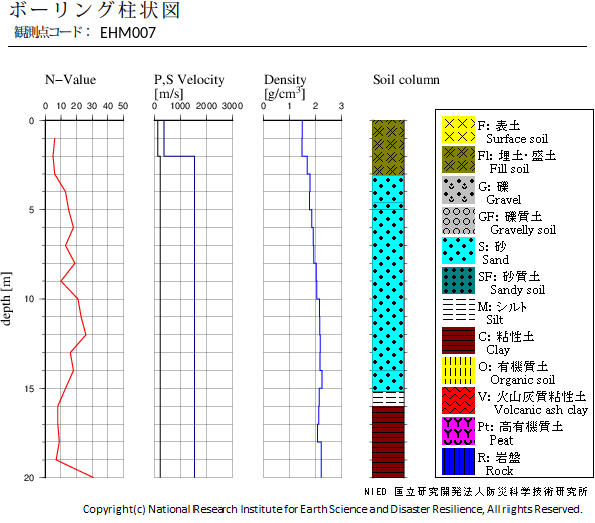 ボーリング柱状図
観測点コード： EHM007
N-Value
P,S Velocity
Density
Soil column
[m/s]
[g/cm³]
0 10 20 30 40 50
0 1000 2000 3000
0 1 2 3
0
5
10
15
20
depth [m]
F: 表土
Surface soil
Fl: 埋土・盛土
Fill soil
G: 礫
Gravel
GF: 礫質土
Gravelly soil
S: 砂
Sand
SF: 砂質土
Sandy soil
M: シルト
Silt
C: 粘性土
Clay
O: 有機質土
Organic soil
V: 火山灰質粘性土
Volcanic ash clay
Pt: 高有機質土
Peat
R: 岩盤
Rock
NIED 国立研究開発法人防災科学技術研究所
Copyright(c) National Research Institute for Earth Science and Disaster Resilience, All Rights Reserved.